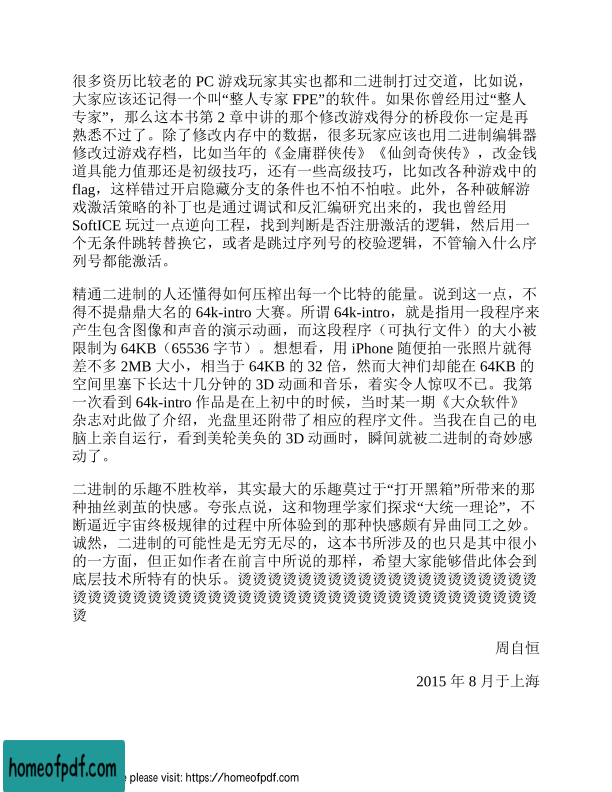 很多资历比较老的 PC 游戏玩家其实也都和二进制打过交道，比如说，
大家应该还记得一个叫“整人专家 FPE”的软件。如果你曾经用过“整人
专家”，那么这本书第 2 章中讲的那个修改游戏得分的桥段你一定是再
熟悉不过了。除了修改内存中的数据，很多玩家应该也用二进制编辑器
修改过游戏存档，比如当年的《金庸群侠传》《仙剑奇侠传》，改金钱
道具能力值那还是初级技巧，还有一些高级技巧，比如改各种游戏中的
flag，这样错过开启隐藏分支的条件也不怕不怕啦。此外，各种破解游
戏激活策略的补丁也是通过调试和反汇编研究出来的，我也曾经用
SoftICE 玩过一点逆向工程，找到判断是否注册激活的逻辑，然后用一
个无条件跳转替换它，或者是跳过序列号的校验逻辑，不管输入什么序
列号都能激活。
精通二进制的人还懂得如何压榨出每一个比特的能量。说到这一点，不
得不提鼎鼎大名的 64k-intro 大赛。所谓 64k-intro，就是指用一段程序来
产生包含图像和声音的演示动画，而这段程序（可执行文件）的大小被
限制为 64KB（65536 字节）。想想看，用 iPhone 随便拍一张照片就得
差不多 2MB 大小，相当于 64KB 的 32 倍，然而大神们却能在 64KB 的
空间里塞下长达十几分钟的 3D 动画和音乐，着实令人惊叹不已。我第
一次看到 64k-intro 作品是在上初中的时候，当时某一期《大众软件》
杂志对此做了介绍，光盘里还附带了相应的程序文件。当我在自己的电
脑上亲自运行，看到美轮美奂的 3D 动画时，瞬间就被二进制的奇妙感
动了。
二进制的乐趣不胜枚举，其实最大的乐趣莫过于“打开黑箱”所带来的那
种抽丝剥茧的快感。夸张点说，这和物理学家们探求“大统一理论”，不
断逼近宇宙终极规律的过程中所体验到的那种快感颇有异曲同工之妙。
诚然，二进制的可能性是无穷无尽的，这本书所涉及的也只是其中很小
的一方面，但正如作者在前言中所说的那样，希望大家能够借此体会到
底层技术所特有的快乐。烫烫烫烫烫烫烫烫烫烫烫烫烫烫烫烫烫烫烫烫
烫烫烫烫烫烫烫烫烫烫烫烫烫烫烫烫烫烫烫烫烫烫烫烫烫烫烫烫烫烫烫
烫
周自恒
2015 年 8 月于上海
homeofpdf.com
e please visit: https://homeofpdf.com